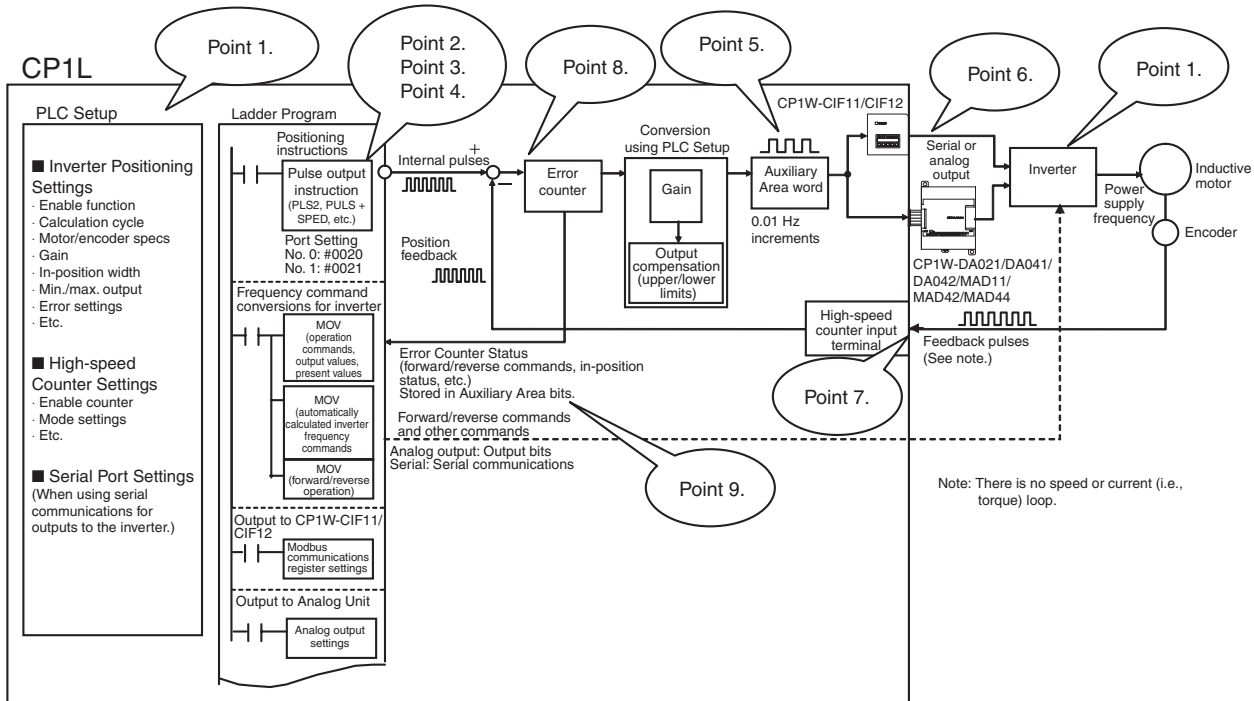 CP1L
Point 1.
Point 2.
Point 3.
Point 4.
Point 8.
Point 5.
Point 6.
Point 1.
PLC Setup
■ Inverter Positioning
Settings
· Enable function
· Calculation cycle
· Motor/encoder specs
· Gain
· In-position width
· Min./max. output
· Error settings
· Etc.
■ High-speed
Counter Settings
· Enable counter
· Mode settings
· Etc.
■ Serial Port Settings
(When using serial
communications for
outputs to the inverter.)
Ladder Program
Positioning
instructions
Pulse output
instruction
(PLS2, PULS +
SPED, etc.)
Port Setting
No. 0: #0020
No. 1: #0021
Frequency command
conversions for inverter
MOV
(operation
commands,
output values,
present values
MOV
(automatically
calculated inverter
frequency
commands
MOV
(forward/reverse
operation)
Output to CP1W-CIF11/
CIF12
Modbus
communications
register settings
Output to Analog Unit
Analog output
settings
Internal pulses
+
−
Position
feedback
Error
counter
Conversion
using PLC Setup
Gain
Output
compensation
(upper/lower
limits)
Auxiliary
Area word
0.01 Hz
increments
CP1W-CIF11/CIF12
Serial or
analog
output
CP1W-DA021/DA041/
DA042/MAD11/
MAD42/MAD44
Inverter
Power
supply
frequency
Inductive
motor
Encoder
High-speed
counter input
terminal
Feedback pulses
(See note.)
Point 7.
Error Counter Status
(forward/reverse commands, in-position
status, etc.)
Stored in Auxiliary Area bits.
Forward/reverse commands
and other commands
Analog output: Output bits
Serial: Serial communications
Point 9.
Note: There is no speed or current (i.e.,
torque) loop.